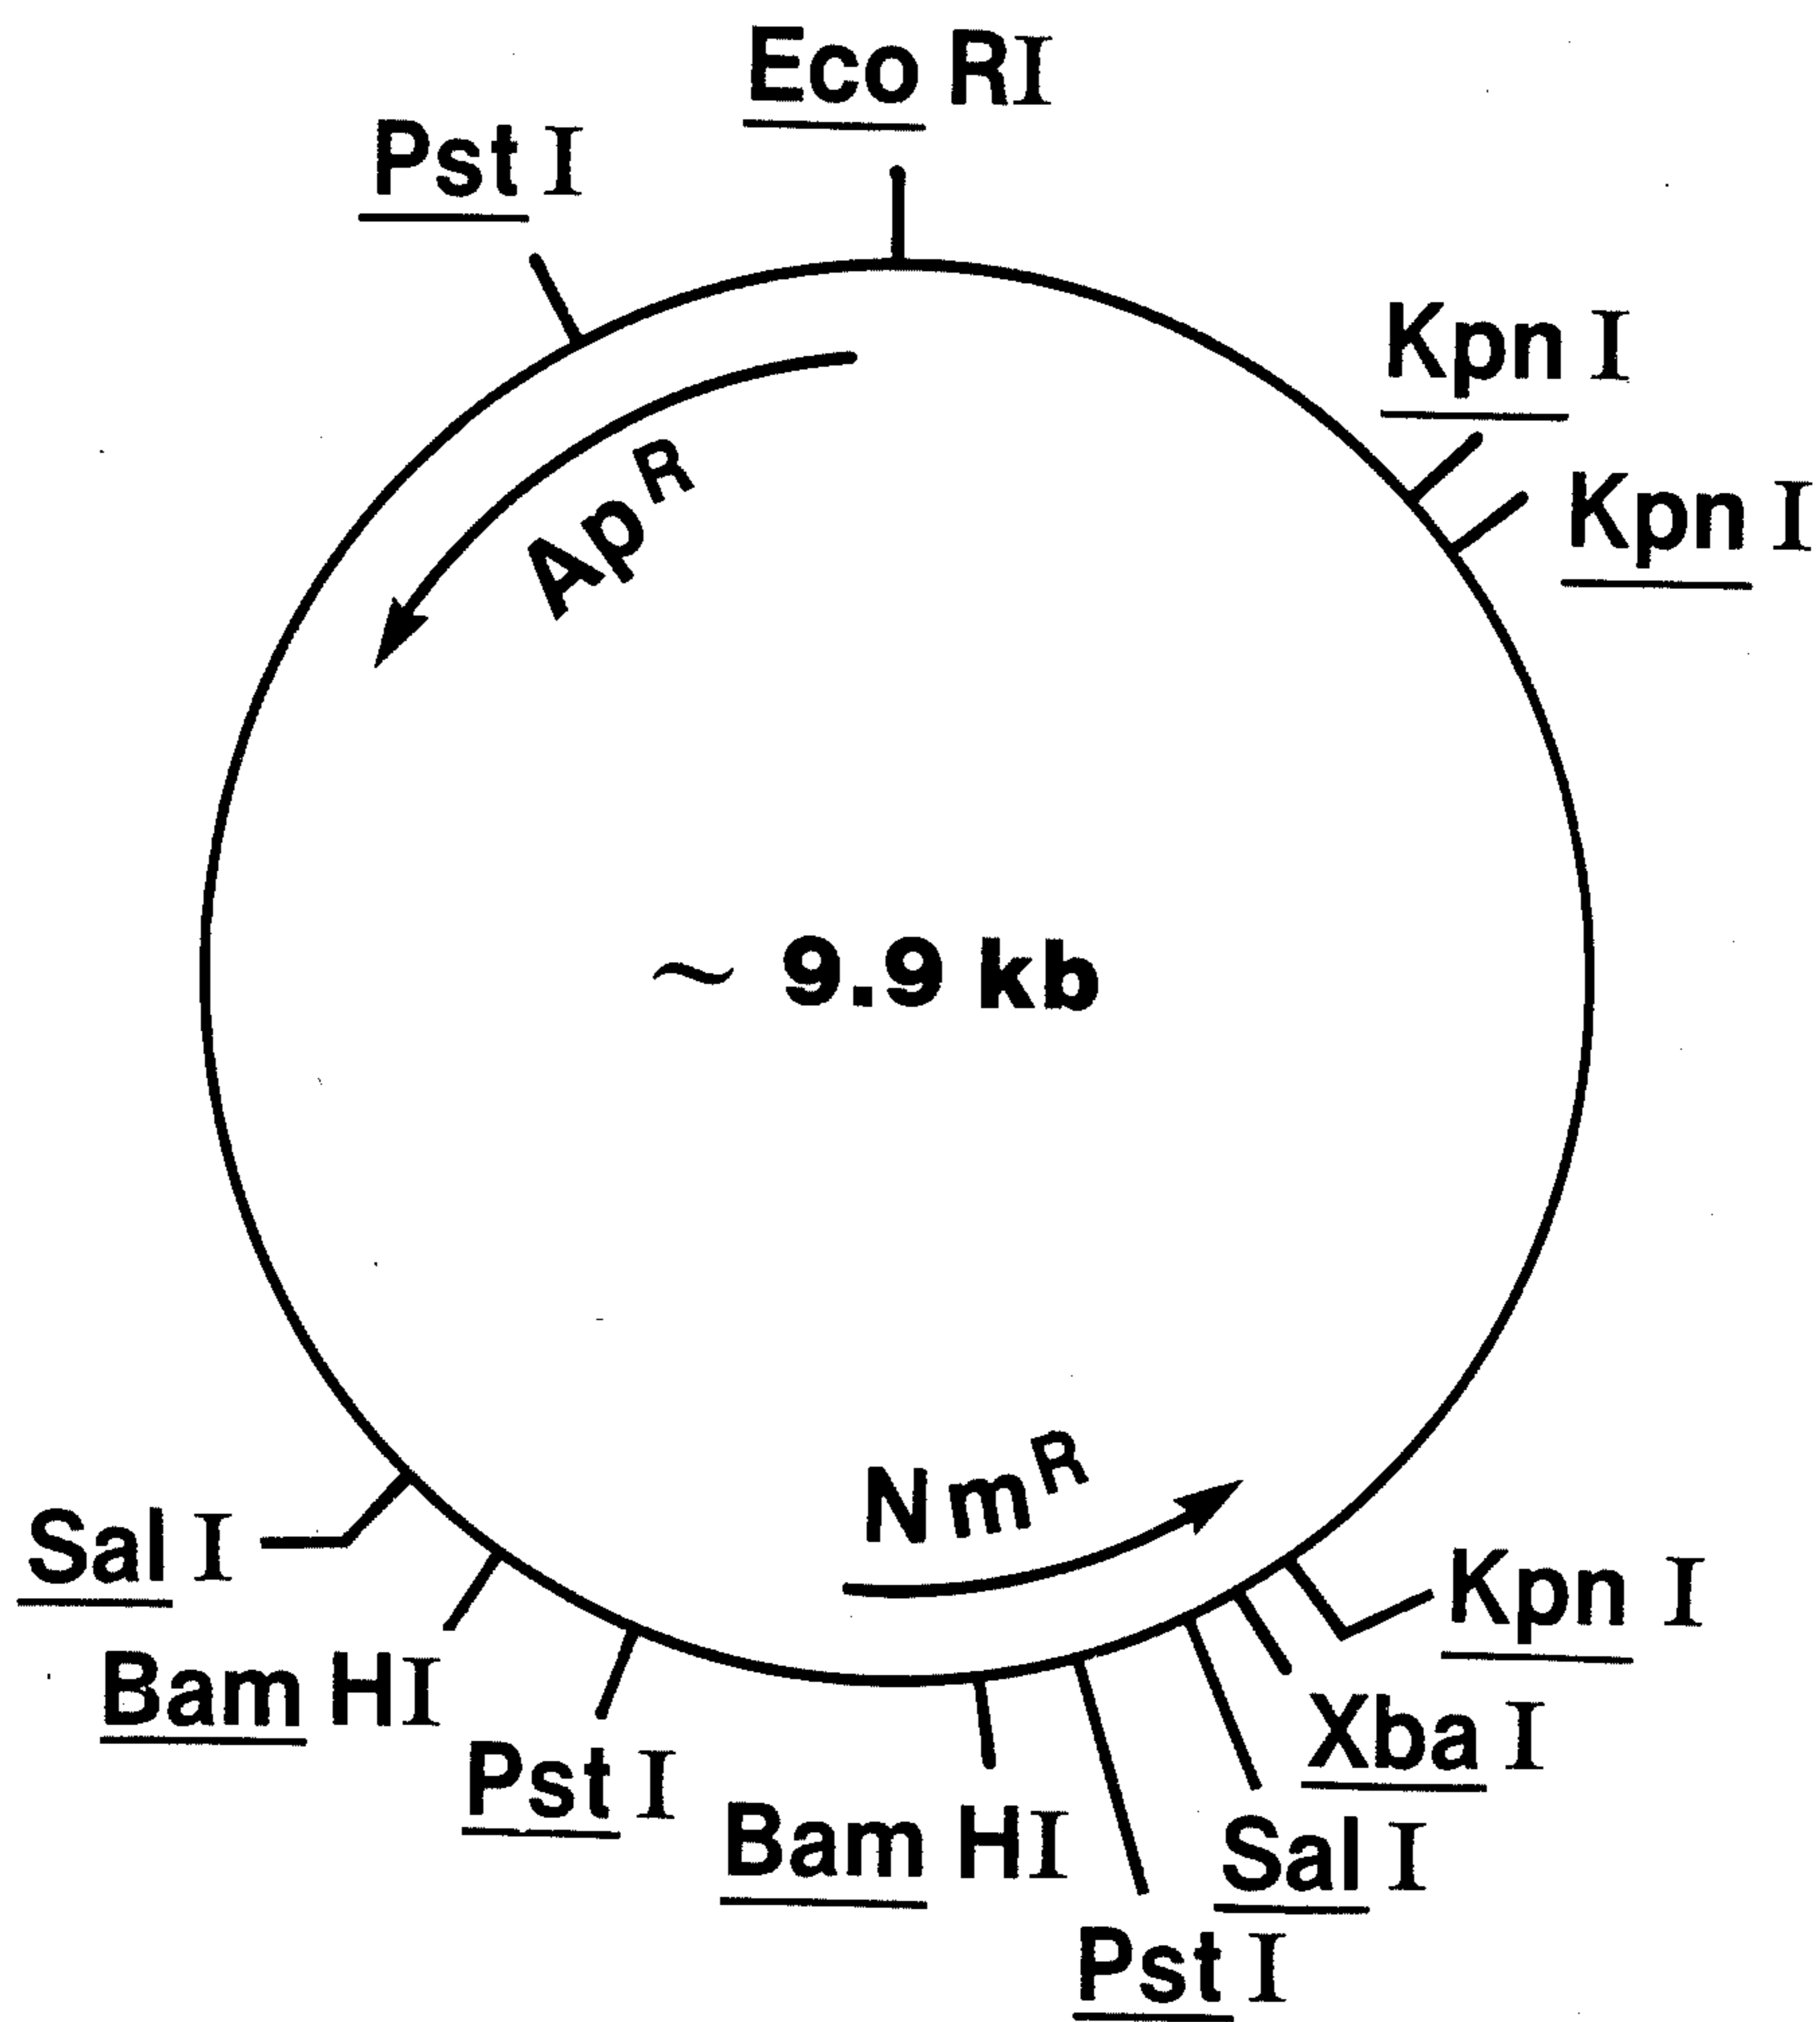 Eco RI
Pst I
Kpn I
Kpn I
Ap^R
~ 9.9 kb
Nm^R
Sal I
Kpn I
Bam HI
Xba I
Pst I
Bam HI
Sal I
Pst I